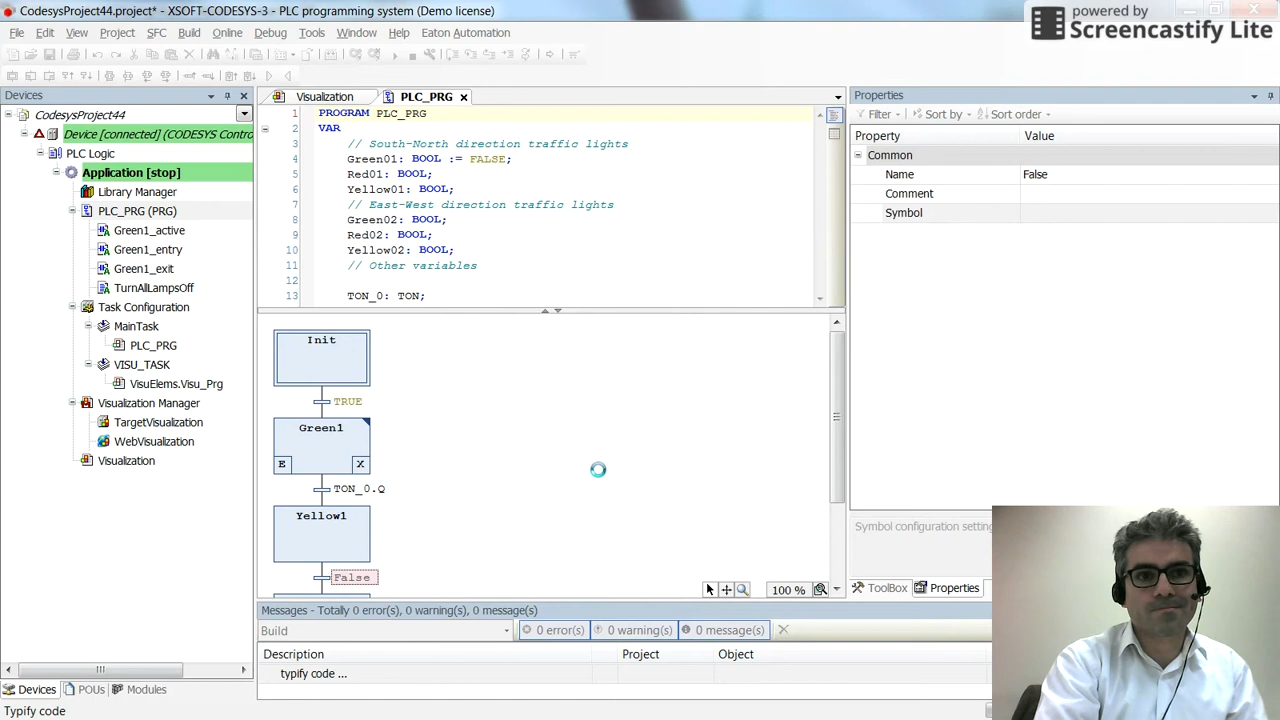 CodesysProject44.project* - XSOFT-CODESYS-3 - PLC programming system (Demo license)
powered by
Screencastify Lite
File Edit View Project SFC Build Online Debug Tools Window Help Eaton Automation
Devices
CodesysProject44
Device [connected] (CODESYS Contro
PLC Logic
Application [stop]
Library Manager
PLC_PRG (PRG)
Green1_active
Green1_entry
Green1_exit
TurnAllLampsOff
Task Configuration
MainTask
PLC_PRG
VISU_TASK
VisuElems.Visu_Prg
Visualization Manager
TargetVisualization
WebVisualization
Visualization
Devices POUs Modules
Visualization PLC_PRG
1 PROGRAM PLC_PRG
2 VAR
3 // South-North direction traffic lights
4 Green01: BOOL := FALSE;
5 Red01: BOOL;
6 Yellow01: BOOL;
7 // East-West direction traffic lights
8 Green02: BOOL;
9 Red02: BOOL;
10 Yellow02: BOOL;
11 // Other variables
12
13 TON_0: TON;
Init
TRUE
Green1
E X
TON_0.Q
Yellow1
False
100 %
Properties
Filter Sort by Sort order
Property Value
Common
Name False
Comment
Symbol
Symbol configuration setting
ToolBox Properties
Messages - Totally 0 error(s), 0 warning(s), 0 message(s)
Build 0 error(s) 0 warning(s) 0 message(s)
Description Project Object
typify code ...
Typify code